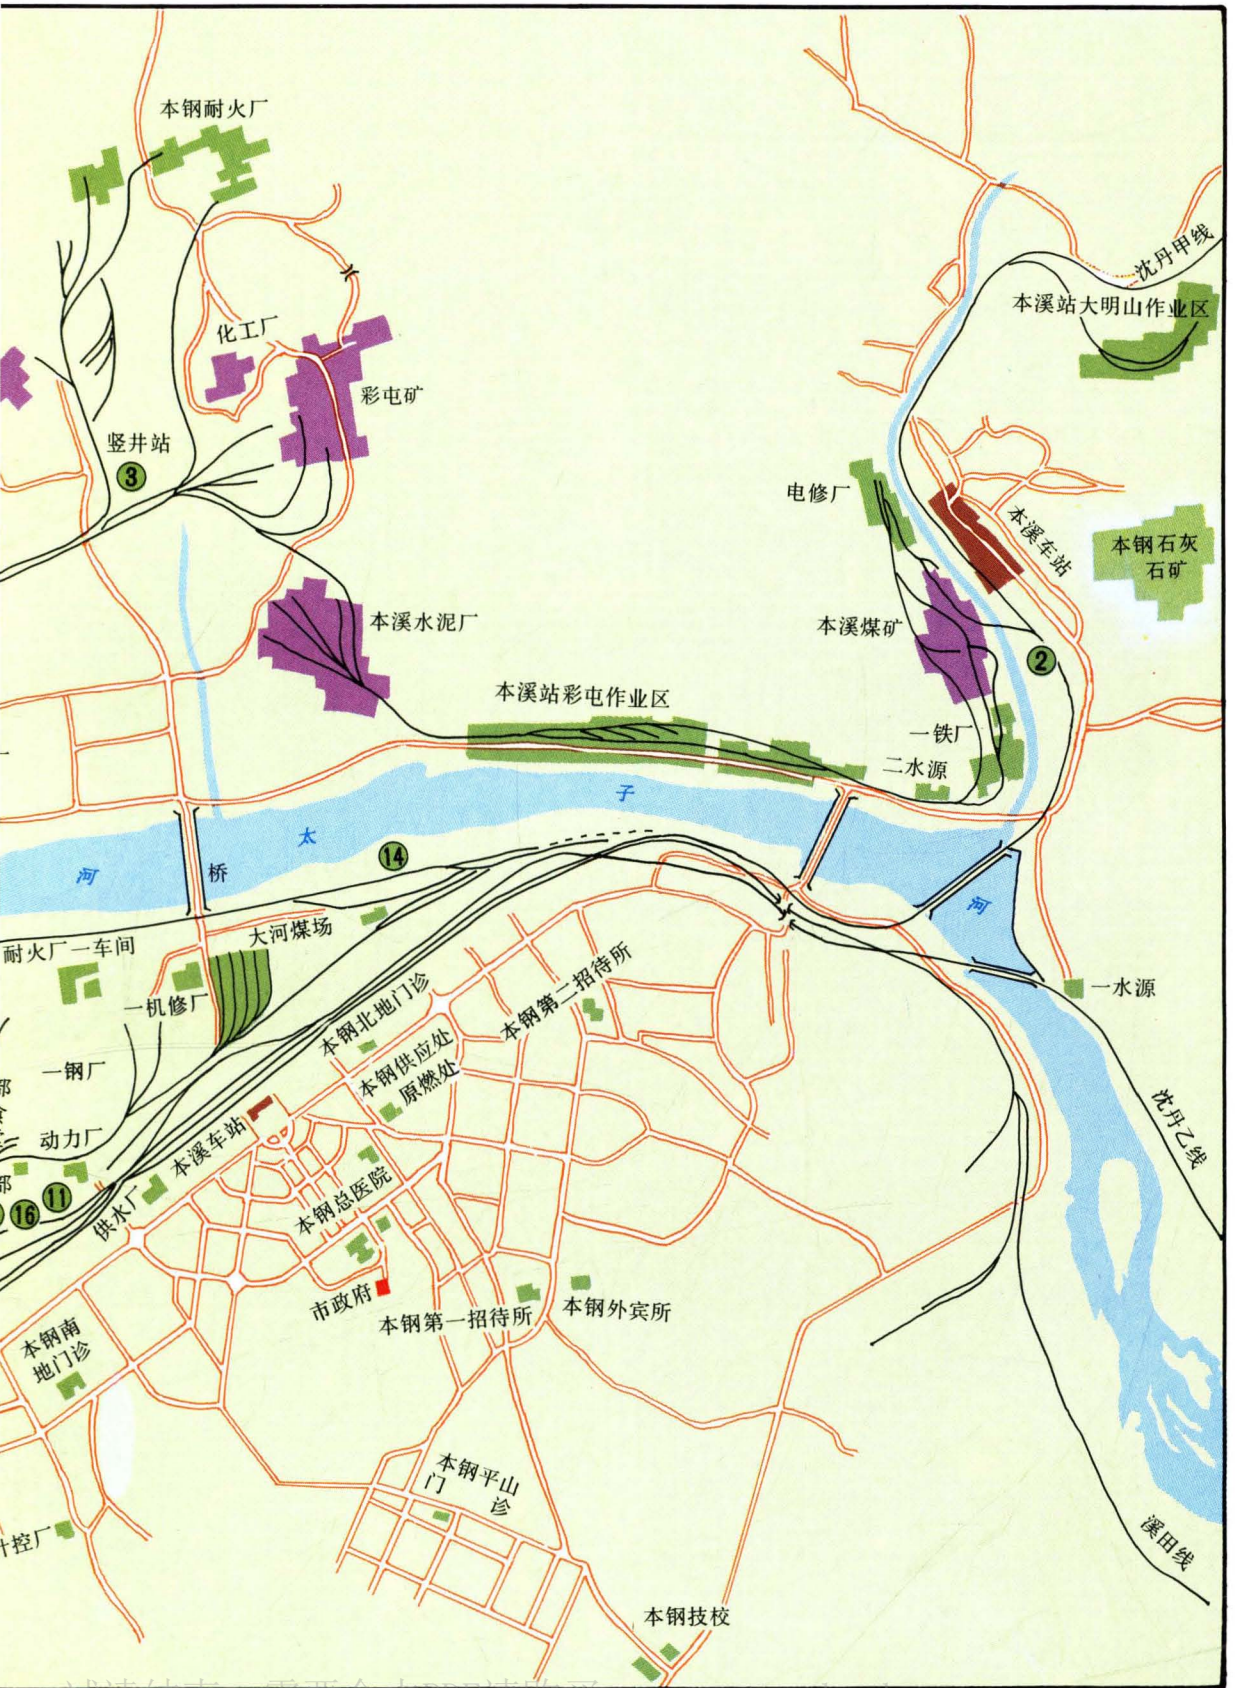 本钢耐火厂
沈丹甲线
本溪站大明山作业区
化工厂
彩屯矿
竖井站
3
电修厂
本溪车站
本钢石灰
石矿
本溪水泥厂
本溪煤矿
2
本溪站彩屯作业区
一铁厂
二水源
子
太
14
河
桥
河
大河煤场
耐火厂一车间
一机修厂
本钢北地门诊
本钢第二招待所
一水源
本钢供应处
原燃处
一钢厂
部
动力厂
本溪车站
沈丹乙线
部
16
11
供水厂
本钢总医院
市政府
本钢第一招待所
本钢外宾所
本钢南
地门诊
本钢平山
门诊
计控厂
溪田线
本钢技校